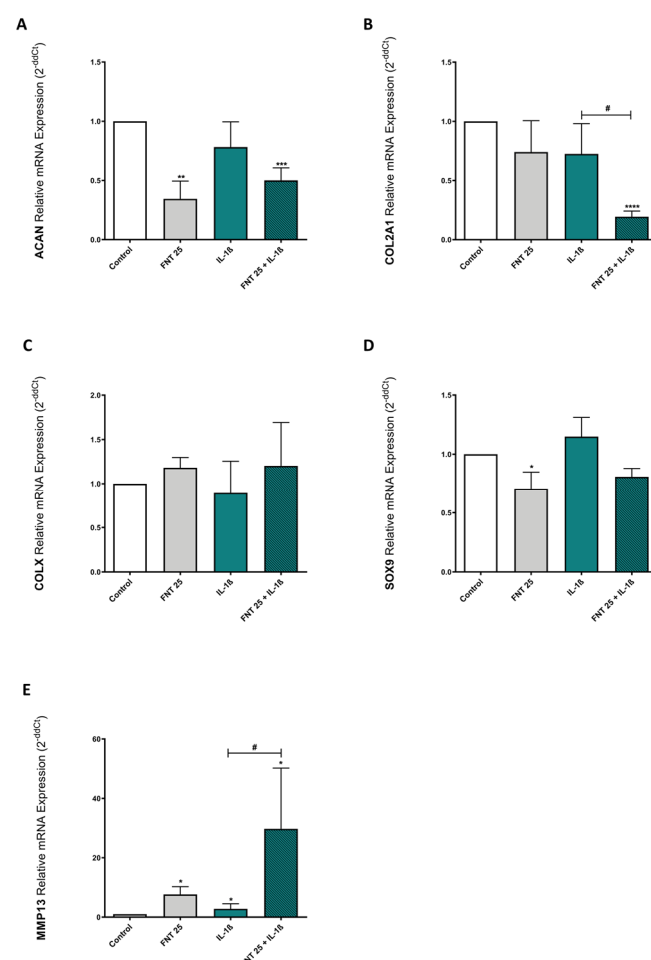 A
ACAN Relative mRNA Expression (2-ddCt)
1.5
1.0
0.5
0.0
**
***
Control
FNT 25
IL-1ß
FNT 25 + IL-1ß
B
COL2A1 Relative mRNA Expression (2-ddCt)
1.5
1.0
0.5
0.0
#
****
Control
FNT 25
IL-1ß
FNT 25 + IL-1ß
C
COLX Relative mRNA Expression (2-ddCt)
2.0
1.5
1.0
0.5
0.0
Control
FNT 25
IL-1ß
FNT 25 + IL-1ß
D
SOX9 Relative mRNA Expression (2-ddCt)
1.5
1.0
0.5
0.0
*
Control
FNT 25
IL-1ß
FNT 25 + IL-1ß
E
MMP13 Relative mRNA Expression (2-ddCt)
60
40
20
0
#
*
*
*
Control
FNT 25
IL-1ß
FNT 25 + IL-1ß